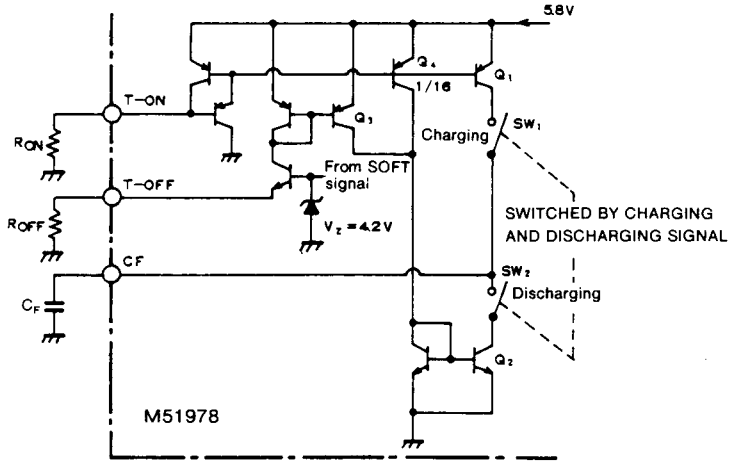 5.8V
Q₄
Q₁
1/16
T-ON
Q₃
Charging
SW₁
RON
From SOFT
signal
T-OFF
SWITCHED BY CHARGING
AND DISCHARGING SIGNAL
ROFF
VZ=4.2V
CF
SW₂
Discharging
CF
Q₂
M51978